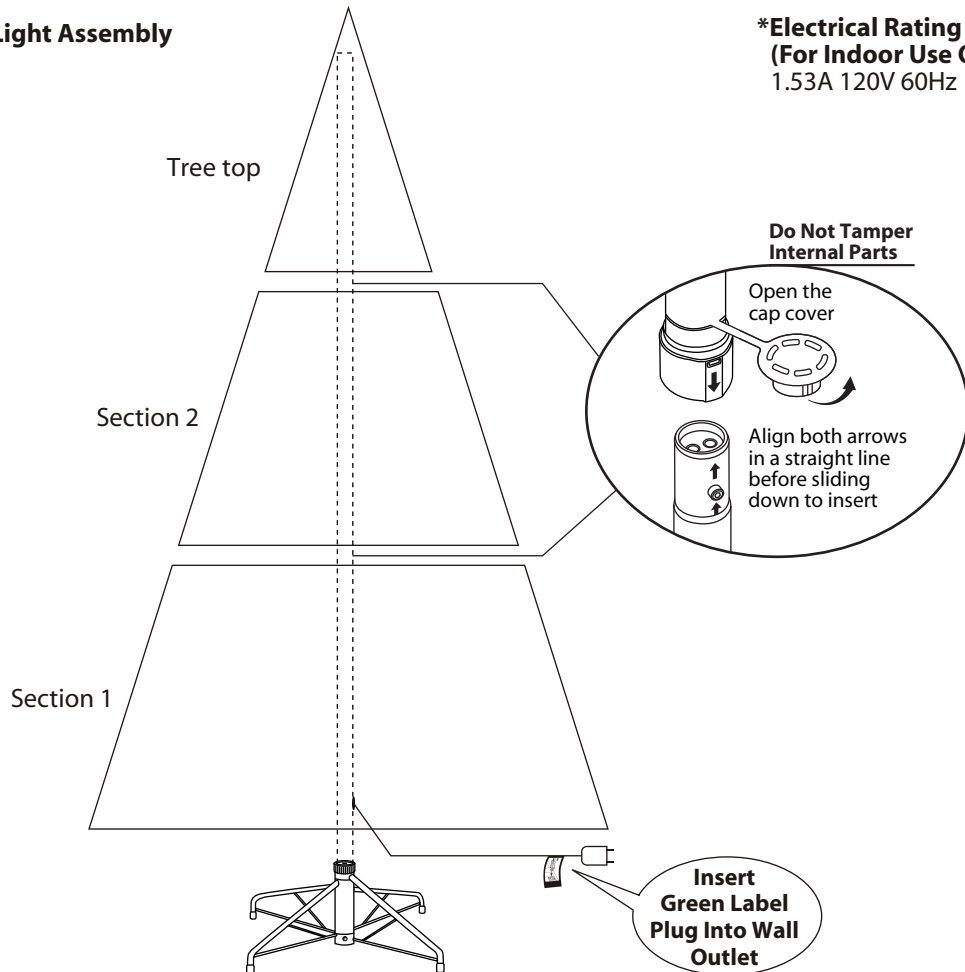 Light Assembly
*Electrical Rating
(For Indoor Use
1.53A 120V 60Hz
Tree top
Do Not Tamper
Internal Parts
Open the
cap cover
Section 2
Align both arrows
in a straight line
before sliding
down to insert
Section 1
Insert
Green Label
Plug Into Wall
Outlet